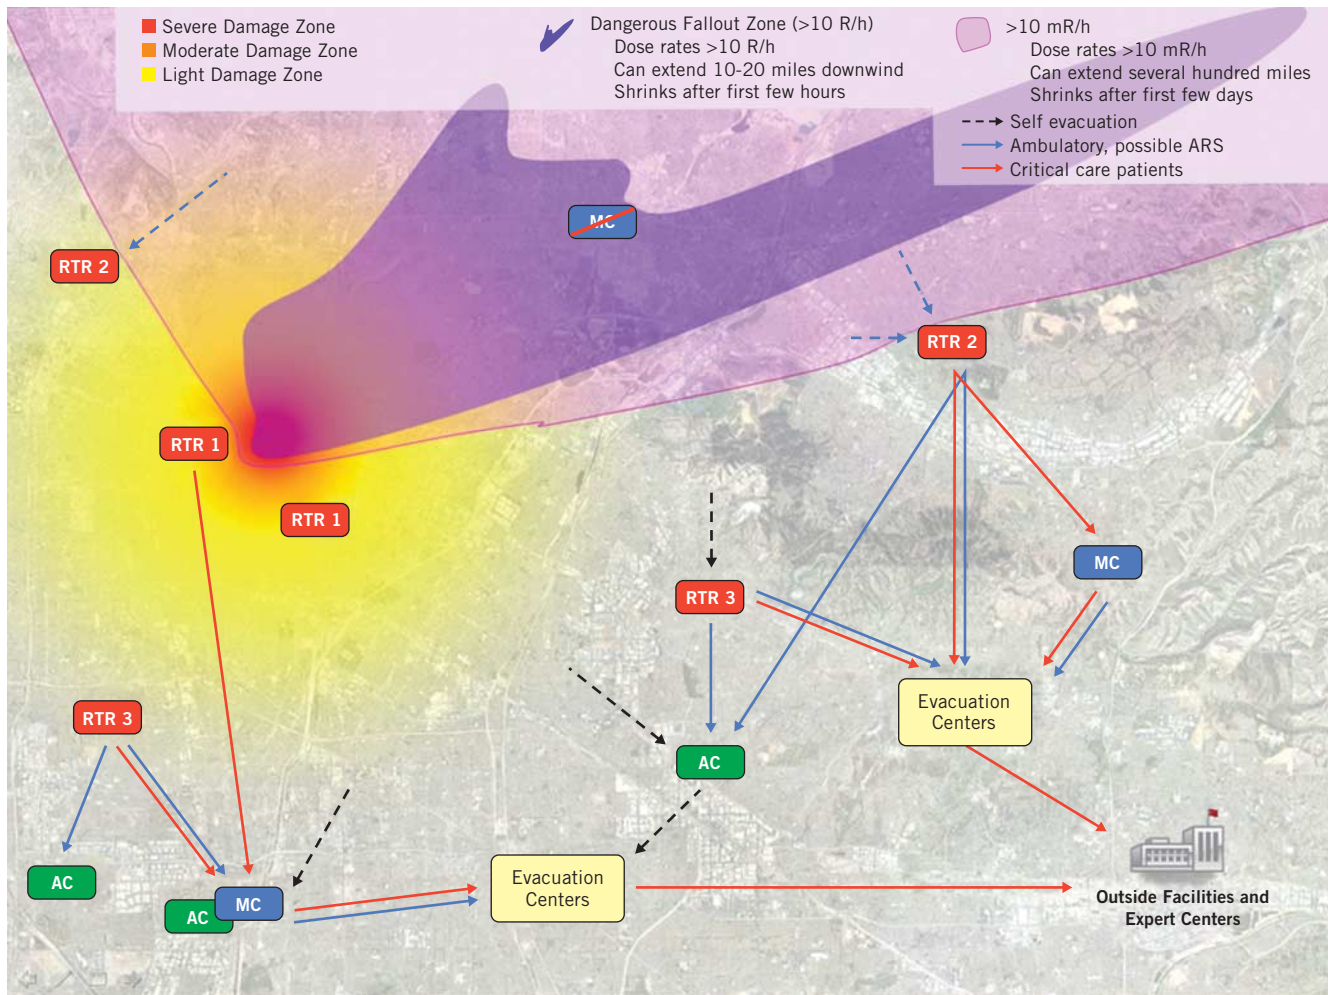 Severe Damage Zone
Moderate Damage Zone
Light Damage Zone
Dangerous Fallout Zone (>10 R/h)
Dose rates >10 R/h
Can extend 10-20 miles downwind
Shrinks after first few hours
>10 mR/h
Dose rates >10 mR/h
Can extend several hundred miles
Shrinks after first few days
Self evacuation
Ambulatory, possible ARS
Critical care patients
MC
RTR 2
RTR 2
RTR 1
RTR 1
MC
RTR 3
Evacuation
Centers
RTR 3
AC
AC
AC
MC
Evacuation
Centers
Outside Facilities and
Expert Centers